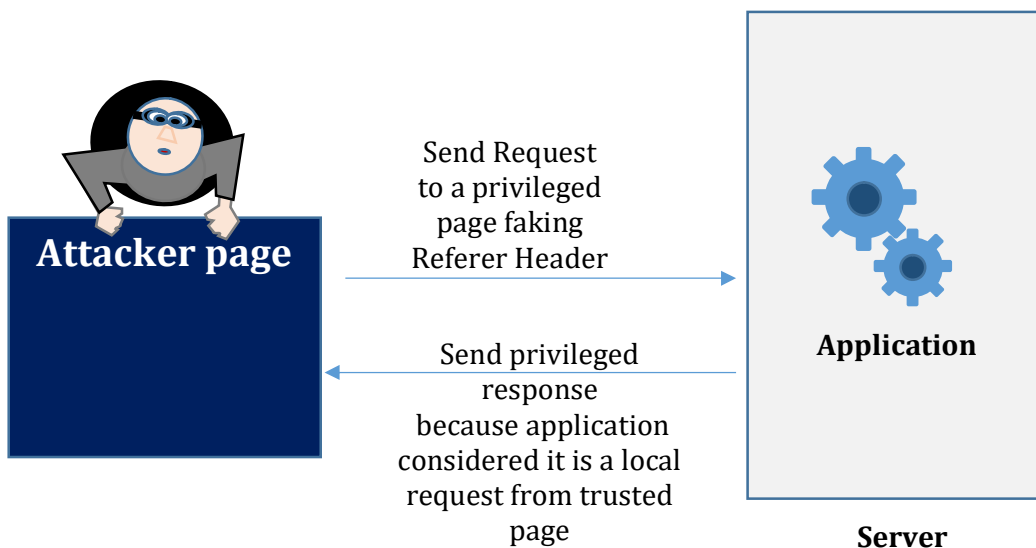 Attacker page
Send Request
to a privileged
page faking
Referer Header
Send privileged
response
because application
considered it is a local
request from trusted
page
Application
Server